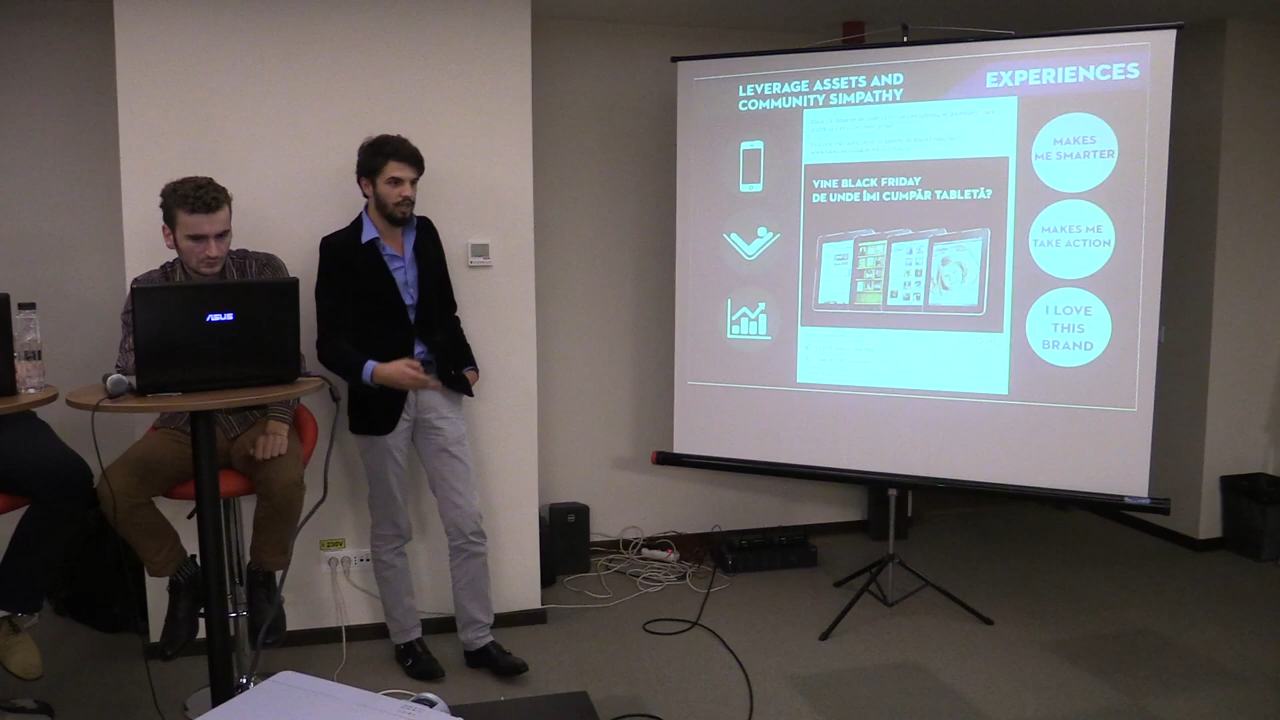 LEVERAGE ASSETS AND
COMMUNITY SIMPATHY
EXPERIENCES
VINE BLACK FRIDAY
DE UNDE ÎMI CUMPĂR TABLETĂ?
MAKES
ME SMARTER
MAKES ME
TAKE ACTION
I LOVE
THIS
BRAND
ASUS
230V